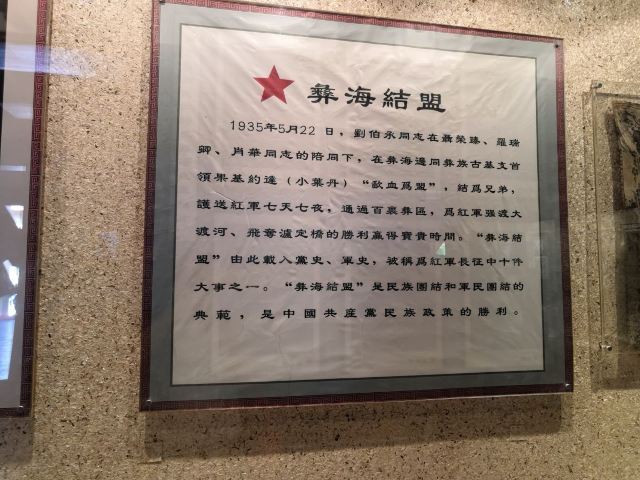 彝海結盟
1935年5月22日，劉伯承同志在聶榮臻、羅瑞
卿、肖華同志的陪同下，在彝海邊同彝族古基支首
領果基約達（小葉丹）“歃血爲盟”，結爲兄弟，
護送紅軍七天七夜，通過百裏彝區，爲紅軍强渡大
渡河、飛奪瀘定橋的勝利贏得寶貴時間。“彝海結
盟”由此載入黨史、軍史，被稱爲紅軍長征中十件
大事之一。“彝海結盟”是民族團結和軍民團結的
典範，是中國共産黨民族政策的勝利。